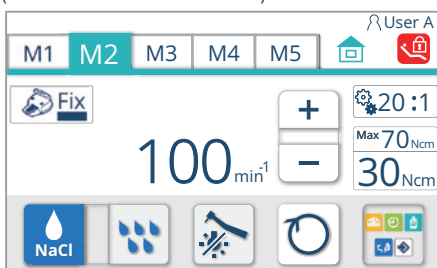 User A
M1 M2 M3 M4 M5
Fix
+
20 :1
100 min-1
Max 70 Ncm
−
30 Ncm
NaCl